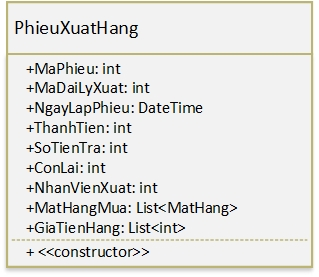 PhieuXuatHang
+MaPhieu: int
+MaDaiLyXuat: int
+NgayLapPhieu: DateTime
+ThanhTien: int
+SoTienTra: int
+ConLai: int
+NhanVienXuat: int
+MatHangMua: List<MatHang>
+GiaTienHang: List<int>
+ <<constructor>>